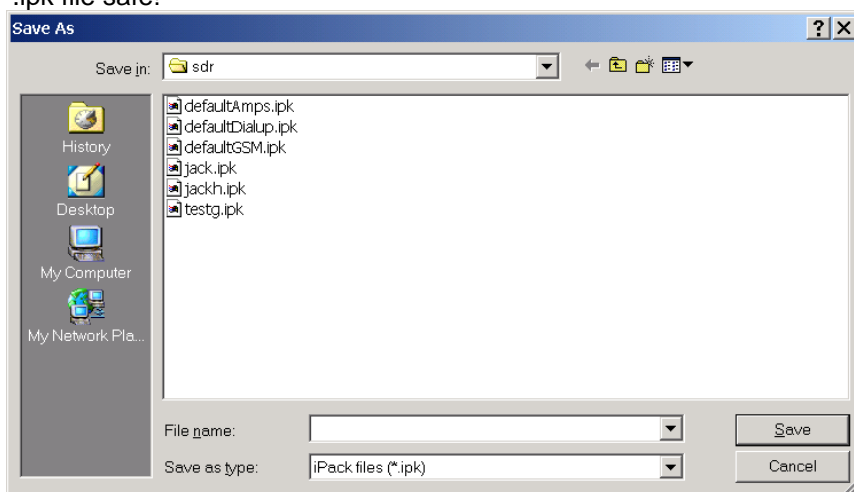 .ipk file safe.
Save As
Save in: sdr
History
Desktop
My Computer
My Network Pla...
defaultAmps.ipk
defaultDialup.ipk
defaultGSM.ipk
jack.ipk
jackh.ipk
testg.ipk
File name:
Save
Save as type: iPack files (*.ipk)
Cancel